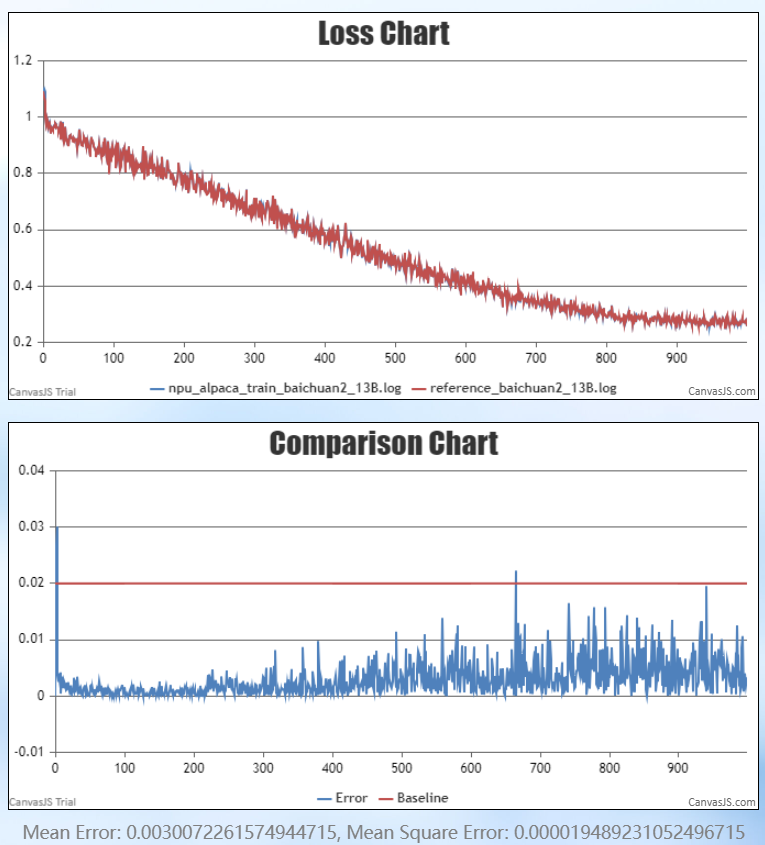 Loss Chart
1.2
1
0.8
0.6
0.4
0.2
0 100 200 300 400 500 600 700 800 900
npu_alpaca_train_baichuan2_13B.log reference_baichuan2_13B.log
CanvasJS Trial CanvasJS.com
Comparison Chart
0.04
0.03
0.02
0.01
0
-0.01
0 100 200 300 400 500 600 700 800 900
Error Baseline
CanvasJS Trial CanvasJS.com
Mean Error: 0.003072261574944715, Mean Square Error: 0.000019489231052496715